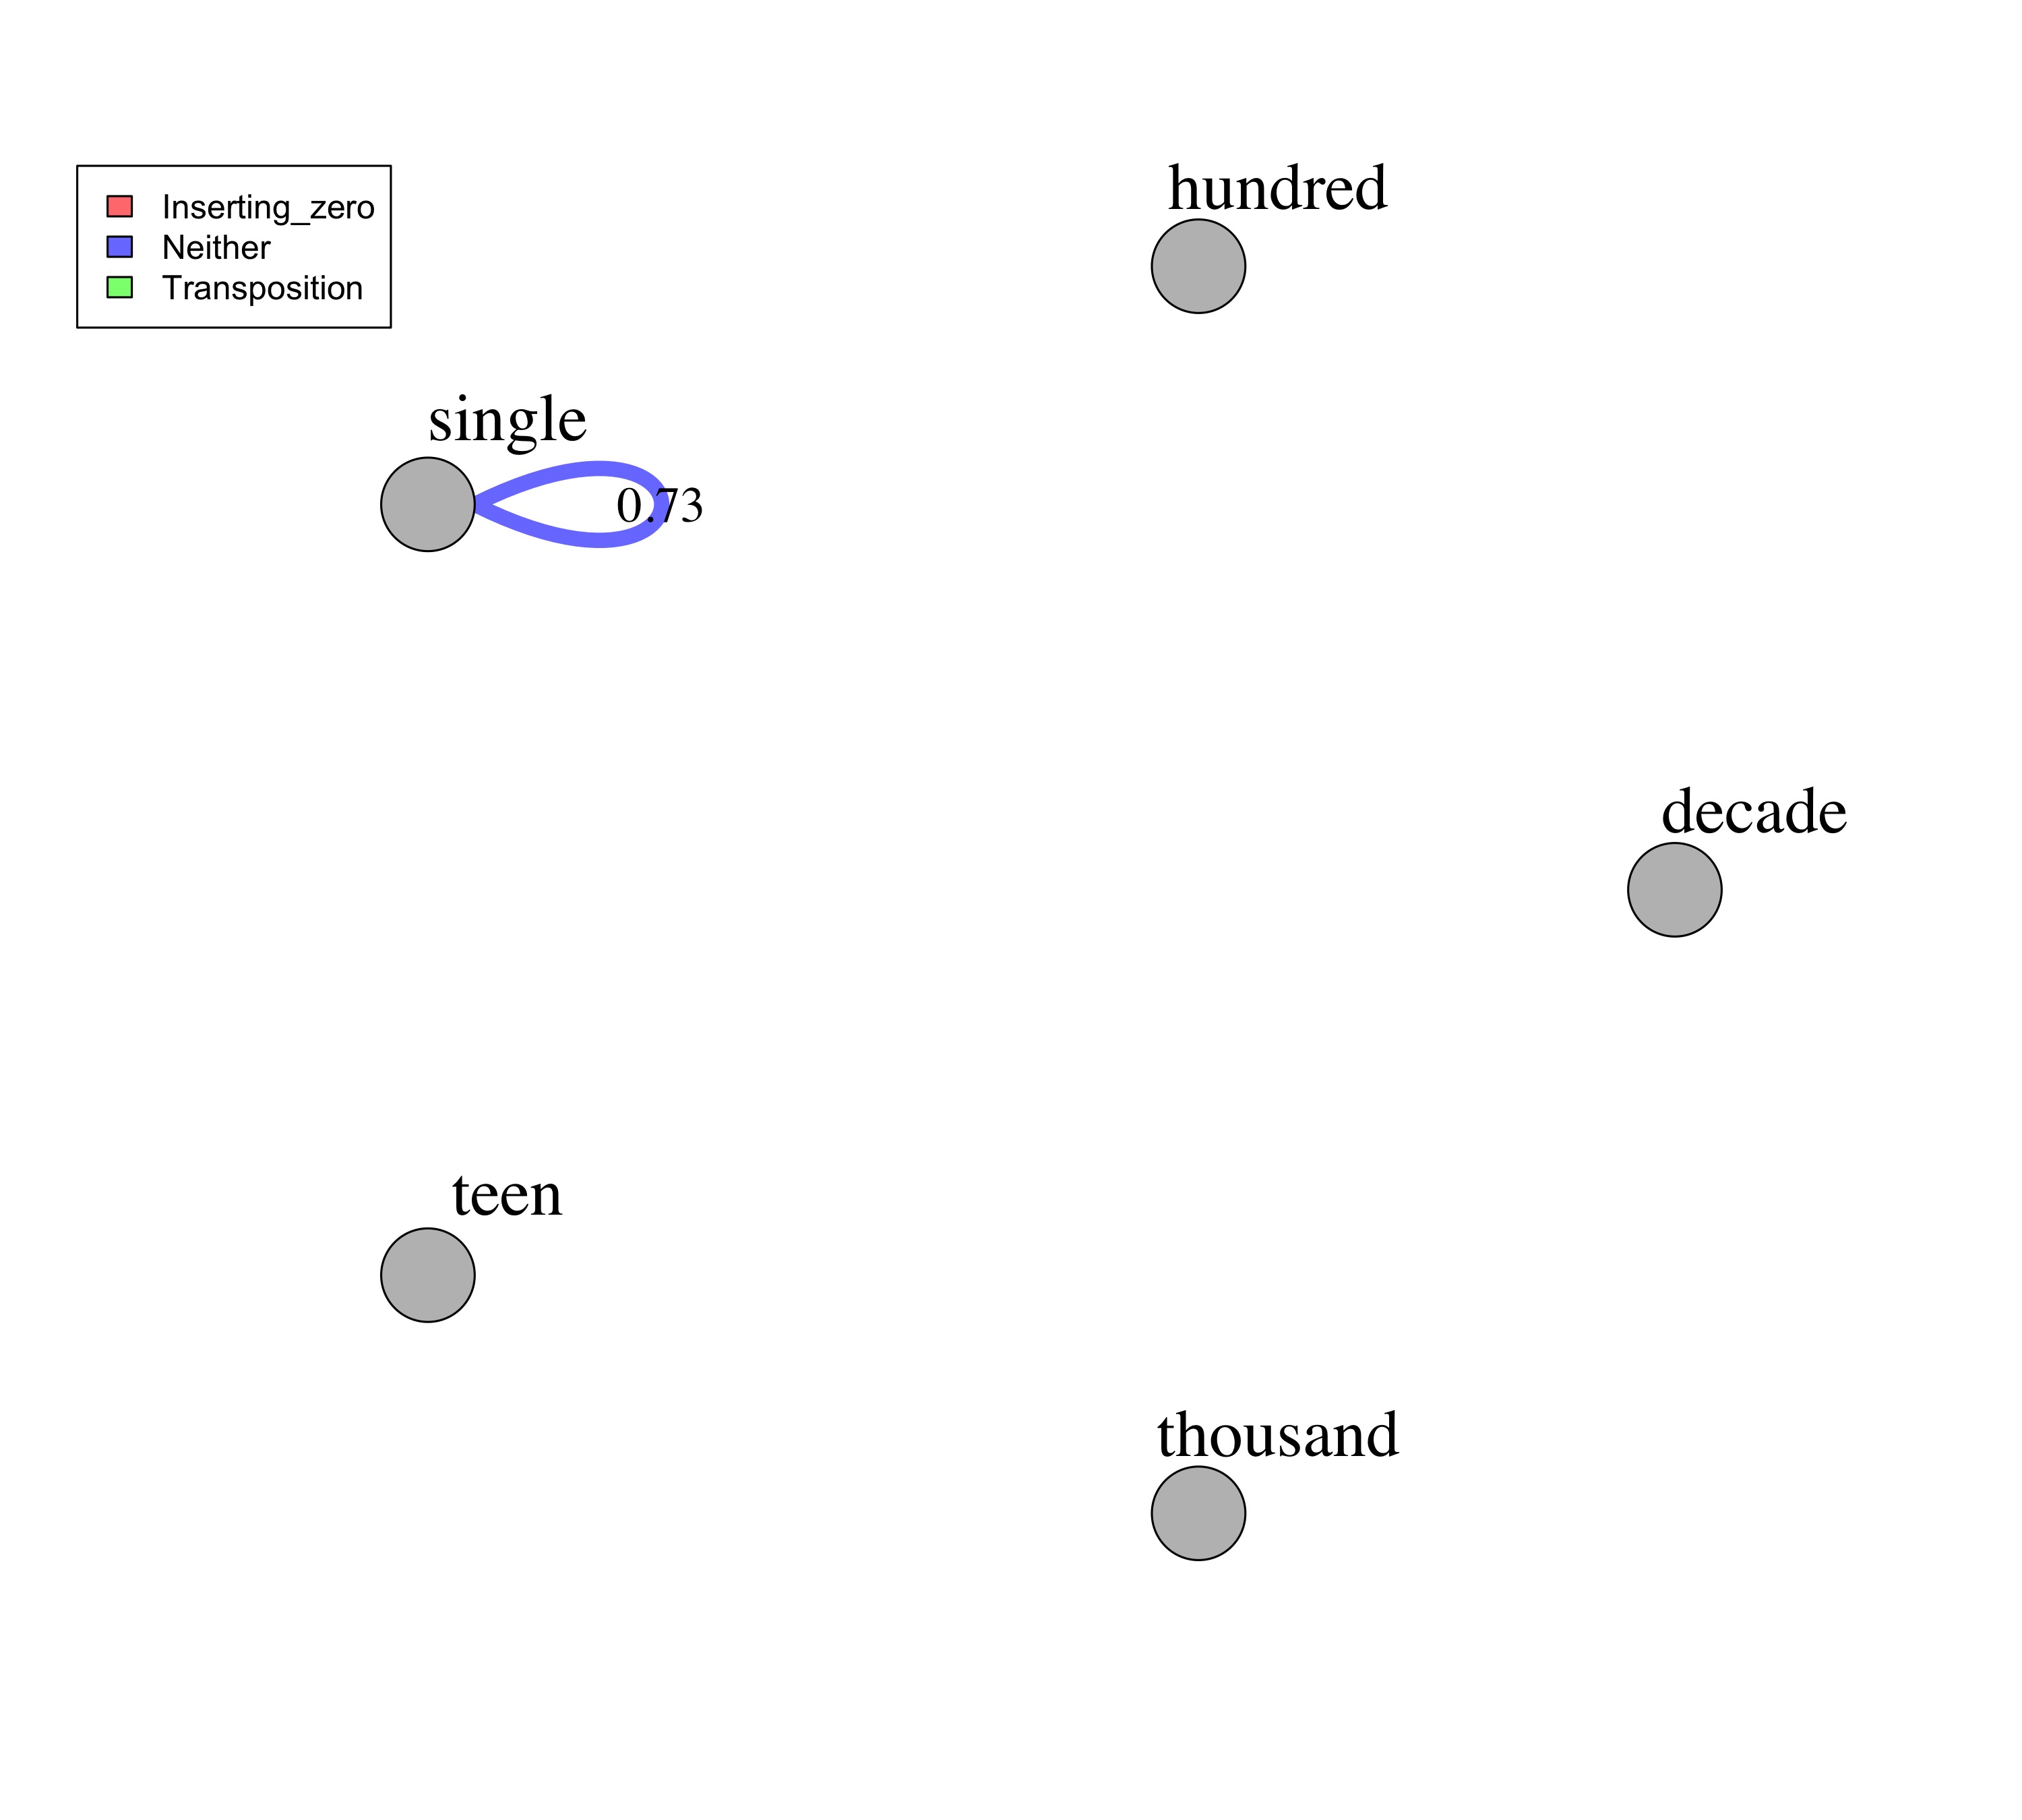 Inserting_zero
Neither
Transposition
hundred
single
0.73
decade
teen
thousand